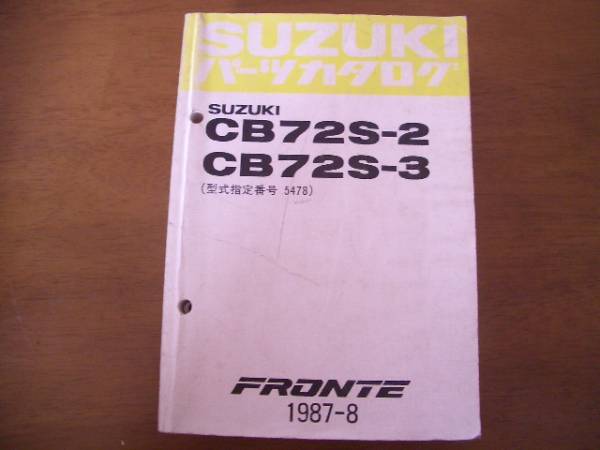 SUZUKI
パーツカタログ
SUZUKI
CB72S-2
CB72S-3
(型式指定番号 5478)
FRONTE
1987-8